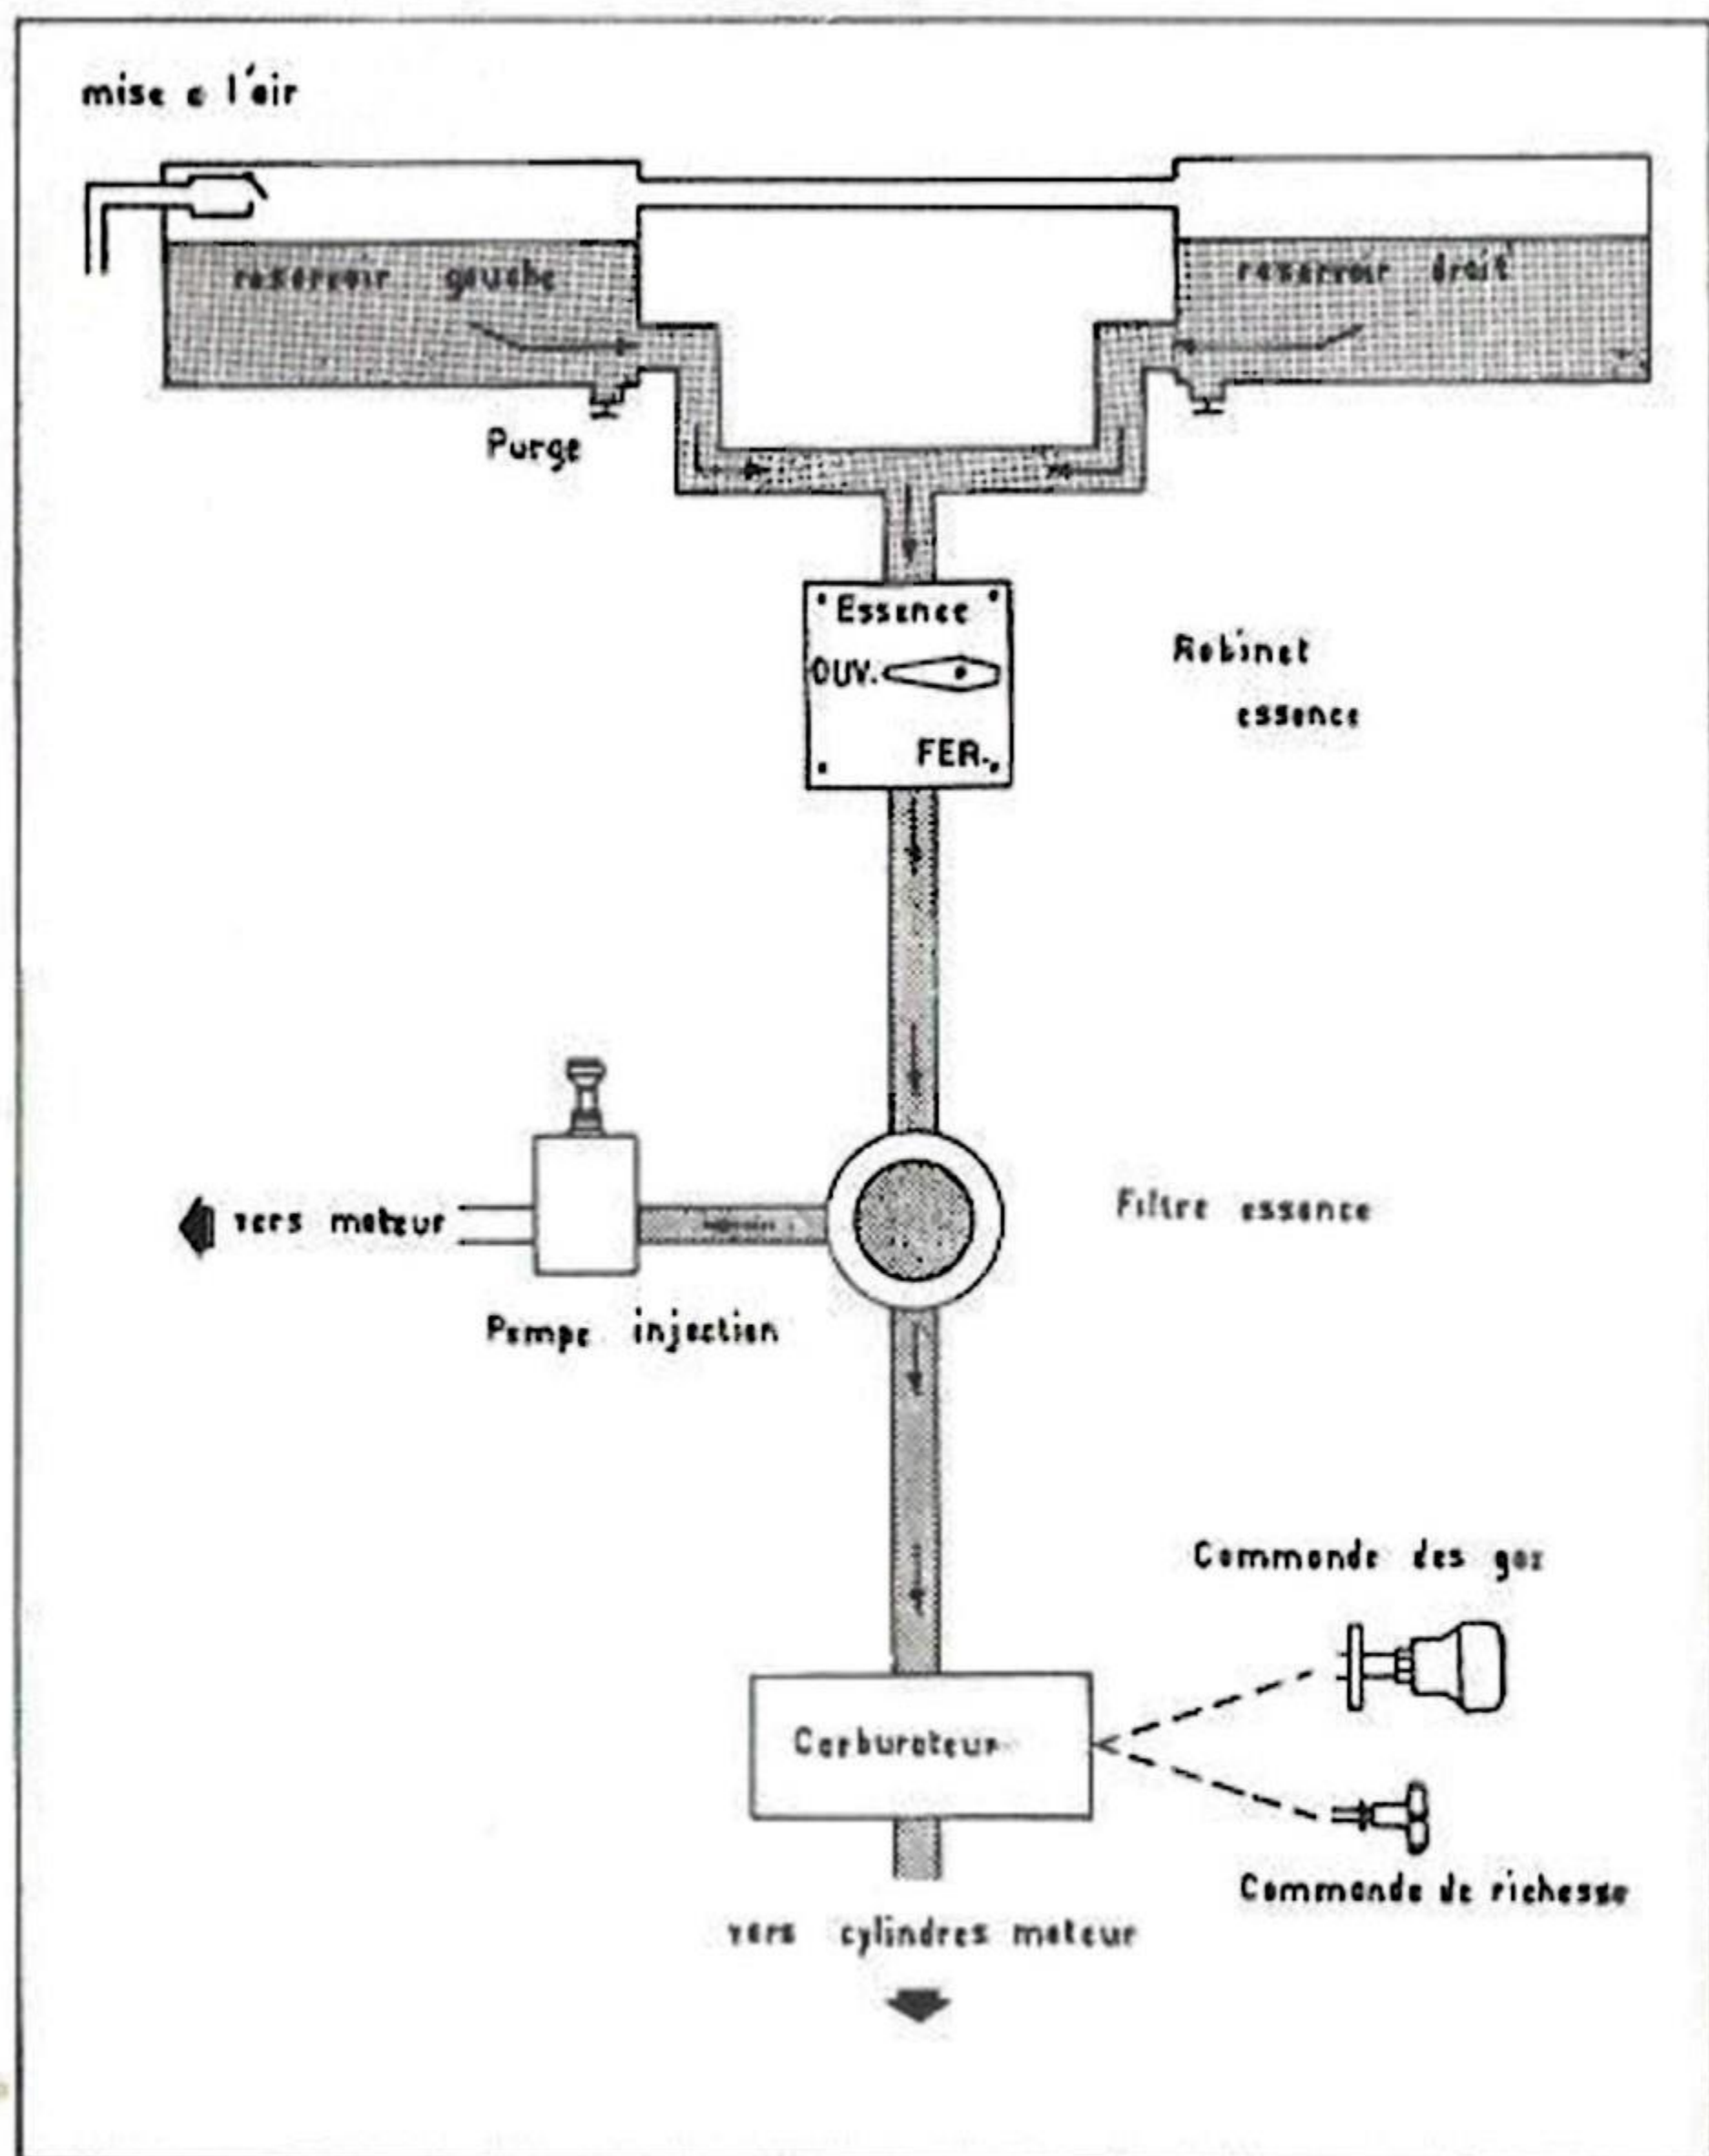 mise a l'air
reservoir gauche
reservoir droit
Purge
Essence
OUV.
FER.
Robinet
essence
vers moteur
Filtre essence
Pompe injection
Commande des gaz
Carburateur
Commande de richesse
vers cylindres moteur